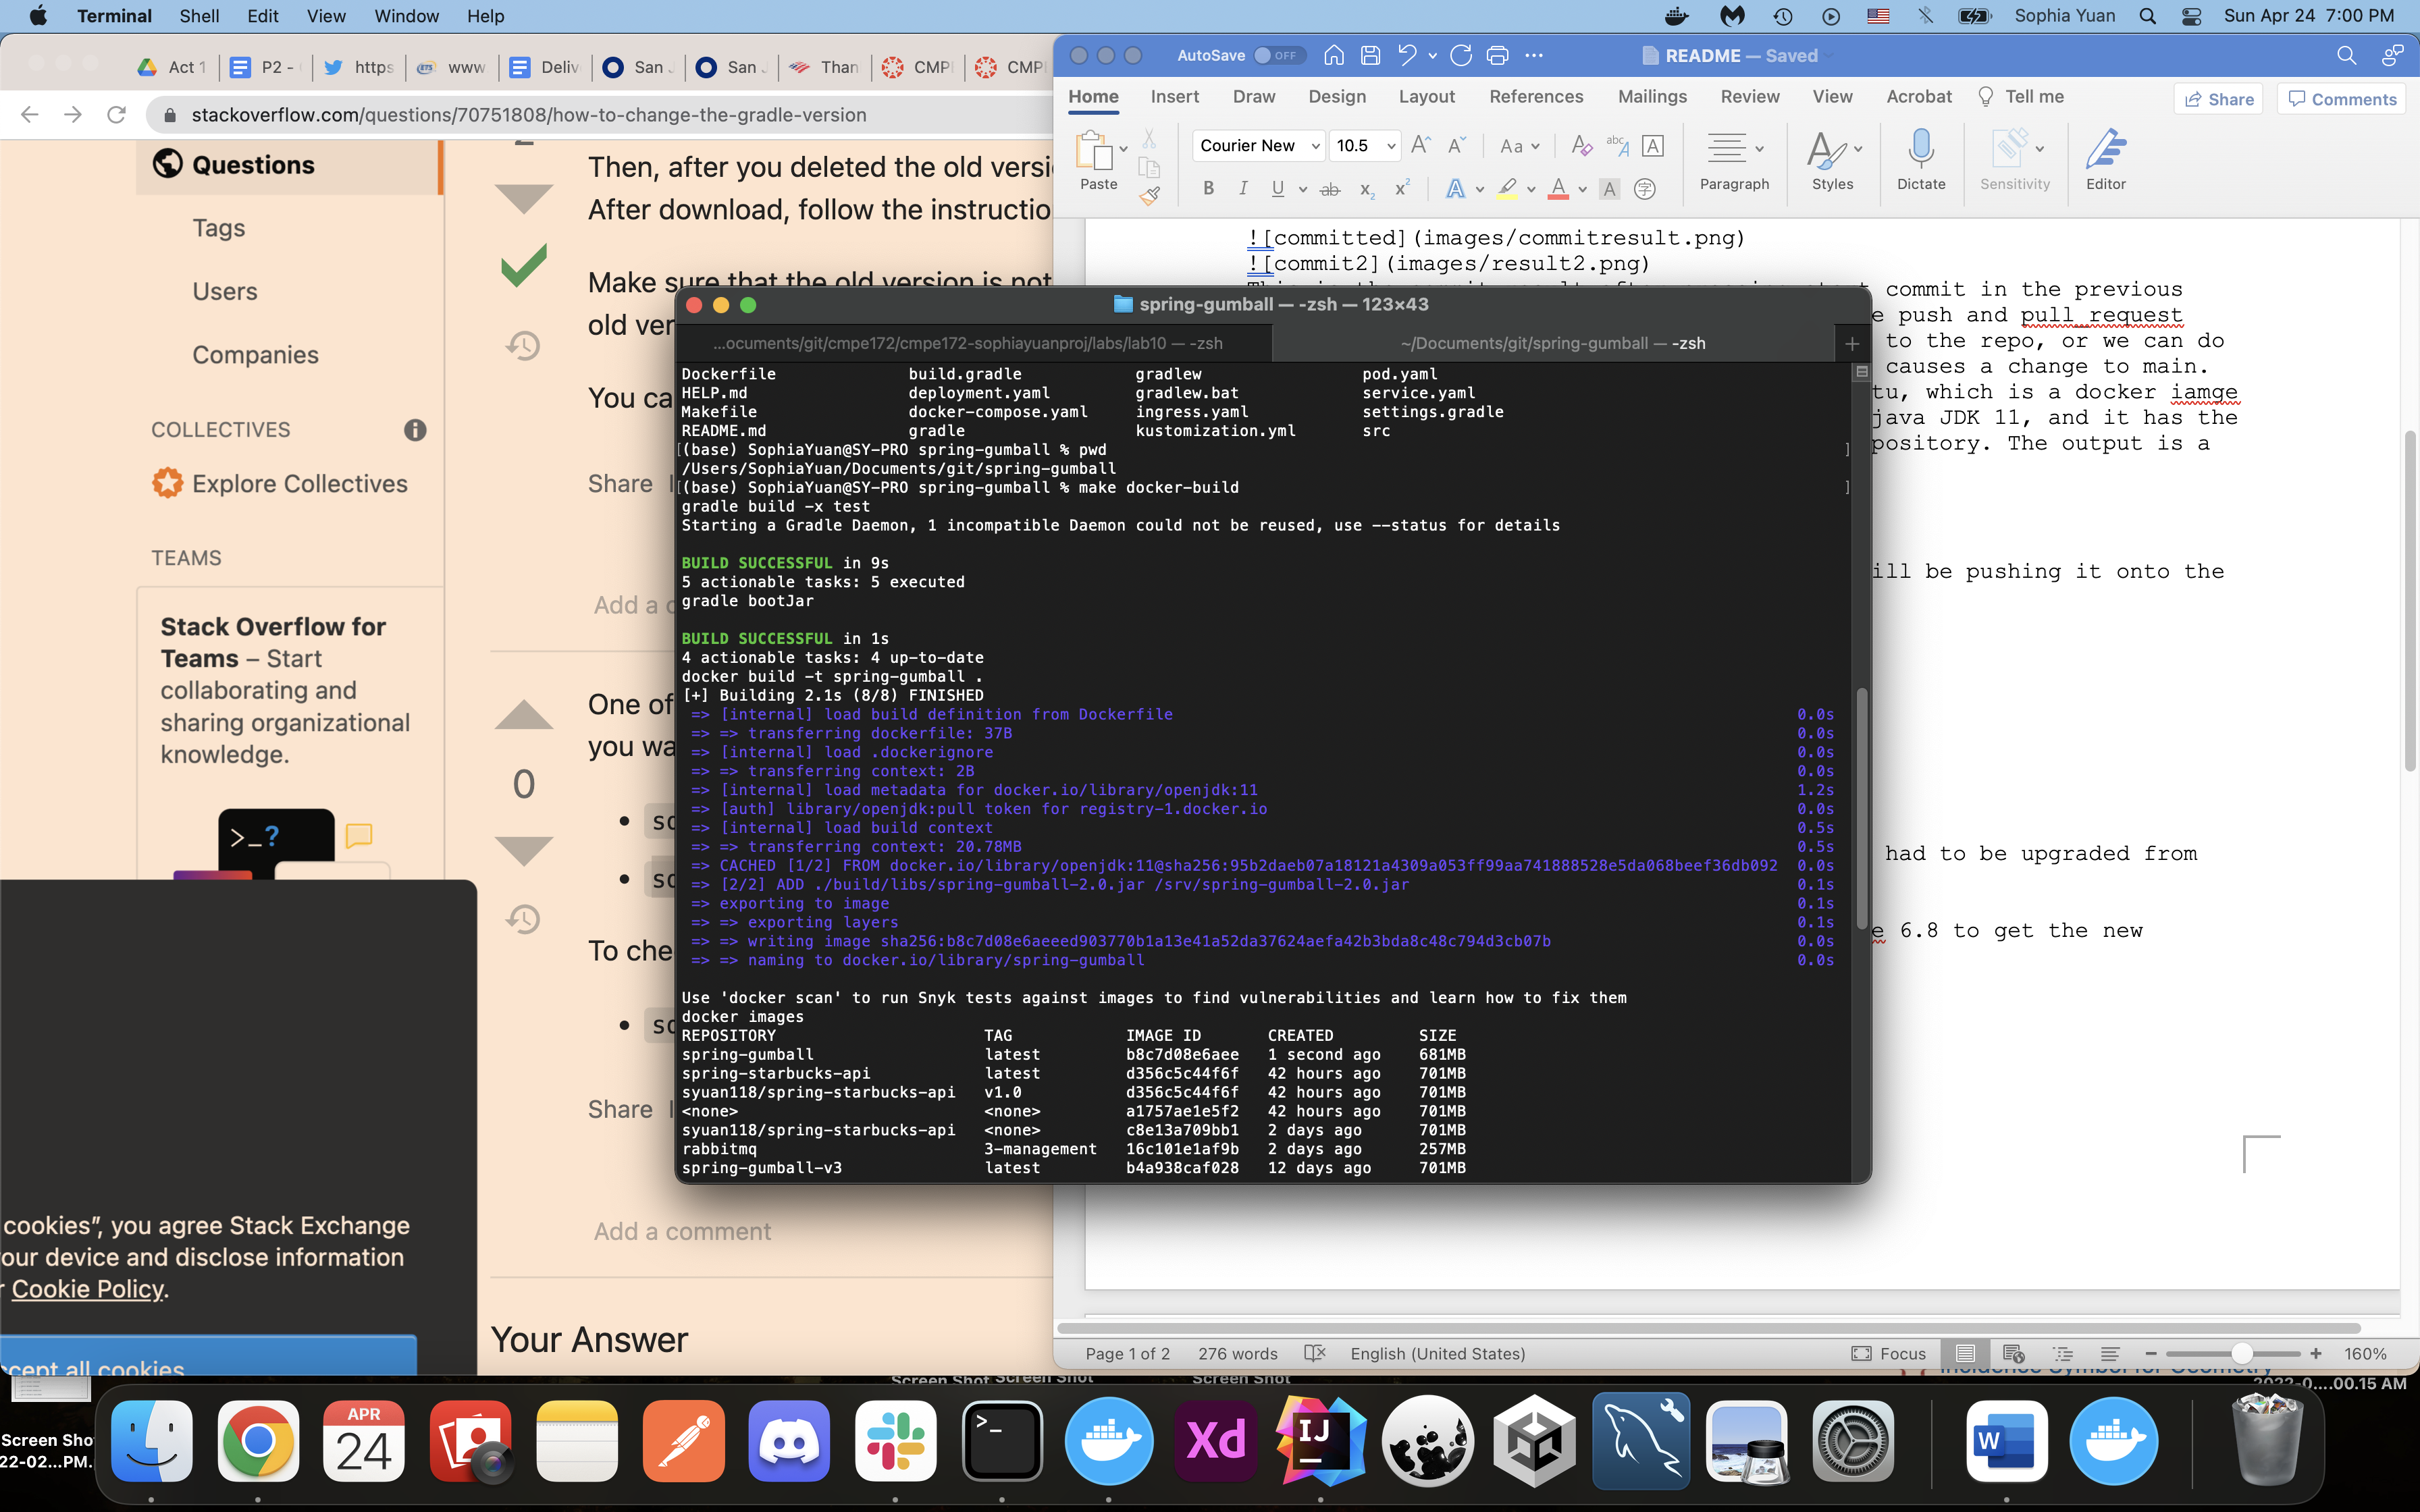 Terminal Shell Edit View Window Help
Sophia Yuan Sun Apr 24 7:00 PM
Act 1 P2 - https www Deliv San San Than CMP CMP
stackoverflow.com/questions/70751808/how-to-change-the-gradle-version
Questions
Tags
Users
Companies
COLLECTIVES
Explore Collectives
TEAMS
Stack Overflow for
Teams – Start
collaborating and
sharing organizational
knowledge.
>_?
cookies", you agree Stack Exchange
our device and disclose information
Cookie Policy.
accept all cookies
Then, after you deleted the old versi
After download, follow the instructio
Make sure that the old version is not
old ver
You ca
Share
Add a c
One of
you wa
0
sc
sc
To che
sc
Share
Add a comment
Your Answer
AutoSave OFF
README — Saved
Home Insert Draw Design Layout References Mailings Review View Acrobat Tell me
Share Comments
Paste
Courier New 10.5
Paragraph Styles Dictate Sensitivity Editor
![committed](images/commitresult.png)
![commit2](images/result2.png)
commit in the previous
e push and pull request
to the repo, or we can do
causes a change to main.
tu, which is a docker iamge
java JDK 11, and it has the
pository. The output is a
ill be pushing it onto the
had to be upgraded from
e 6.8 to get the new
Page 1 of 2 276 words English (United States) Focus 160%
spring-gumball — -zsh — 123×43
...ocuments/git/cmpe172/cmpe172-sophiayuanproj/labs/lab10 — -zsh
~/Documents/git/spring-gumball — -zsh
Dockerfile build.gradle gradlew pod.yaml
HELP.md deployment.yaml gradlew.bat service.yaml
Makefile docker-compose.yaml ingress.yaml settings.gradle
README.md gradle kustomization.yml src
[(base) SophiaYuan@SY-PRO spring-gumball % pwd ]
/Users/SophiaYuan/Documents/git/spring-gumball
[(base) SophiaYuan@SY-PRO spring-gumball % make docker-build ]
gradle build -x test
Starting a Gradle Daemon, 1 incompatible Daemon could not be reused, use --status for details
BUILD SUCCESSFUL in 9s
5 actionable tasks: 5 executed
gradle bootJar
BUILD SUCCESSFUL in 1s
4 actionable tasks: 4 up-to-date
docker build -t spring-gumball .
[+] Building 2.1s (8/8) FINISHED
=> [internal] load build definition from Dockerfile 0.0s
=> => transferring dockerfile: 37B 0.0s
=> [internal] load .dockerignore 0.0s
=> => transferring context: 2B 0.0s
=> [internal] load metadata for docker.io/library/openjdk:11 1.2s
=> [auth] library/openjdk:pull token for registry-1.docker.io 0.0s
=> [internal] load build context 0.5s
=> => transferring context: 20.78MB 0.5s
=> CACHED [1/2] FROM docker.io/library/openjdk:11@sha256:95b2daeb07a18121a4309a053ff99aa741888528e5da068beef36db092 0.0s
=> [2/2] ADD ./build/libs/spring-gumball-2.0.jar /srv/spring-gumball-2.0.jar 0.1s
=> exporting to image 0.1s
=> => exporting layers 0.1s
=> => writing image sha256:b8c7d08e6aeeed903770b1a13e41a52da37624aefa42b3bda8c48c794d3cb07b 0.0s
=> => naming to docker.io/library/spring-gumball 0.0s
Use 'docker scan' to run Snyk tests against images to find vulnerabilities and learn how to fix them
docker images
REPOSITORY TAG IMAGE ID CREATED SIZE
spring-gumball latest b8c7d08e6aee 1 second ago 681MB
spring-starbucks-api latest d356c5c44f6f 42 hours ago 701MB
syuan118/spring-starbucks-api v1.0 d356c5c44f6f 42 hours ago 701MB
<none> <none> a1757ae1e5f2 42 hours ago 701MB
syuan118/spring-starbucks-api <none> c8e13a709bb1 2 days ago 701MB
rabbitmq 3-management 16c101e1af9b 2 days ago 257MB
spring-gumball-v3 latest b4a938caf028 12 days ago 701MB
Screen Shot Screen Shot Screen Shot
Screen Sho
22-02...PM.
APR
24
Xd
IJ
W